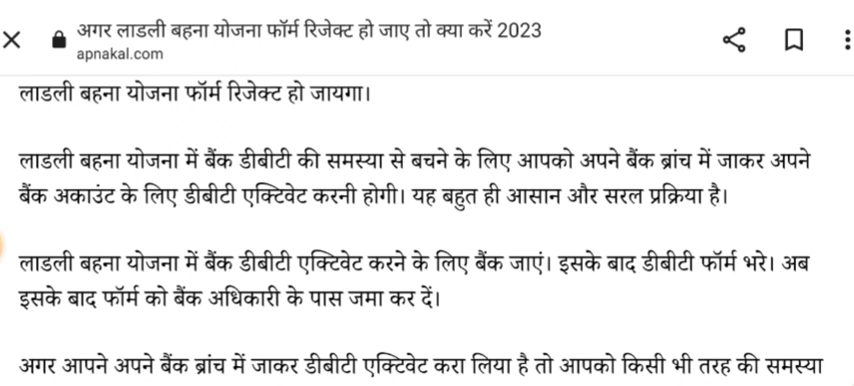 अगर लाडली बहना योजना फॉर्म रिजेक्ट हो जाए तो क्या करें 2023
apnakal.com
लाडली बहना योजना फॉर्म रिजेक्ट हो जायगा।
लाडली बहना योजना में बैंक डीबीटी की समस्या से बचने के लिए आपको अपने बैंक ब्रांच में जाकर अपने
बैंक अकाउंट के लिए डीबीटी एक्टिवेट करनी होगी। यह बहुत ही आसान और सरल प्रक्रिया है।
लाडली बहना योजना में बैंक डीबीटी एक्टिवेट करने के लिए बैंक जाएं। इसके बाद डीबीटी फॉर्म भरे। अब
इसके बाद फॉर्म को बैंक अधिकारी के पास जमा कर दें।
अगर आपने अपने बैंक ब्रांच में जाकर डीबीटी एक्टिवेट करा लिया है तो आपको किसी भी तरह की समस्या